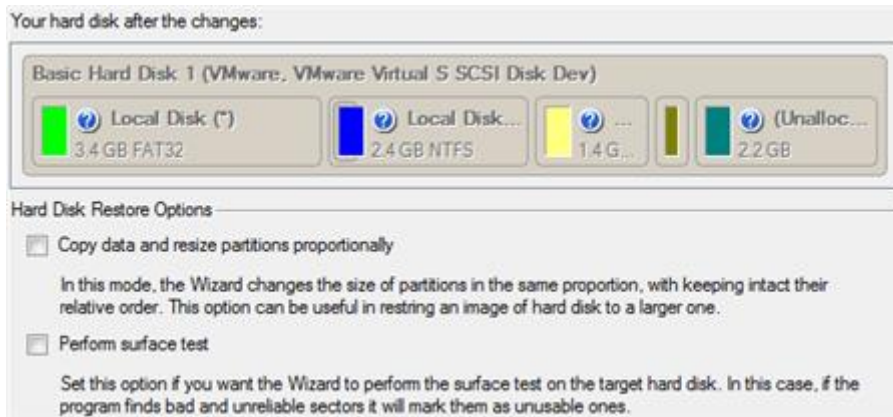 Your hard disk after the changes:
Basic Hard Disk 1 (VMware, VMware Virtual S SCSI Disk Dev)
Local Disk (*)
3.4 GB FAT32
Local Disk...
2.4 GB NTFS
...
1.4 G...
(Unalloc...
2.2 GB
Hard Disk Restore Options
Copy data and resize partitions proportionally
In this mode, the Wizard changes the size of partitions in the same proportion, with keeping intact their
relative order. This option can be useful in restring an image of hard disk to a larger one.
Perform surface test
Set this option if you want the Wizard to perform the surface test on the target hard disk. In this case, if the
program finds bad and unreliable sectors it will mark them as unusable ones.